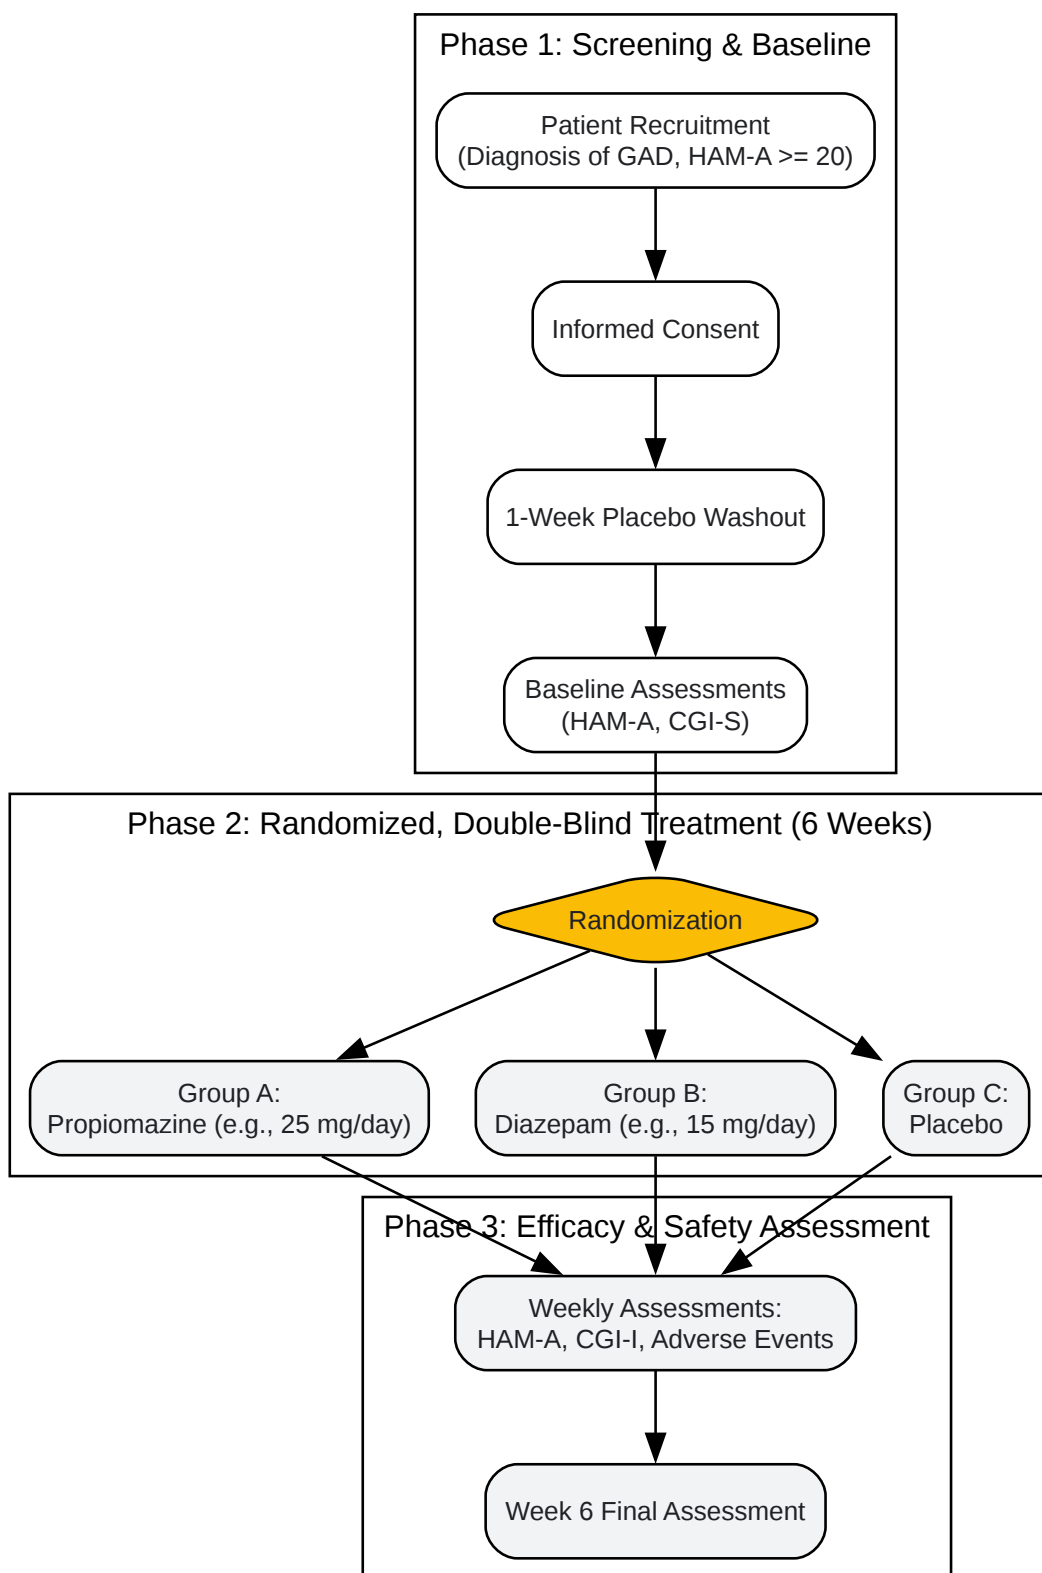 Phase 1: Screening & Baseline
Patient Recruitment
(Diagnosis of GAD, HAM-A >= 20)
Informed Consent
1-Week Placebo Washout
Baseline Assessments
(HAM-A, CGI-S)
Phase 2: Randomized, Double-Blind Treatment (6 Weeks)
Randomization
Group A:
Propiomazine (e.g., 25 mg/day)
Group B:
Diazepam (e.g., 15 mg/day)
Group C:
Placebo
Phase 3: Efficacy & Safety Assessment
Weekly Assessments:
HAM-A, CGI-I, Adverse Events
Week 6 Final Assessment